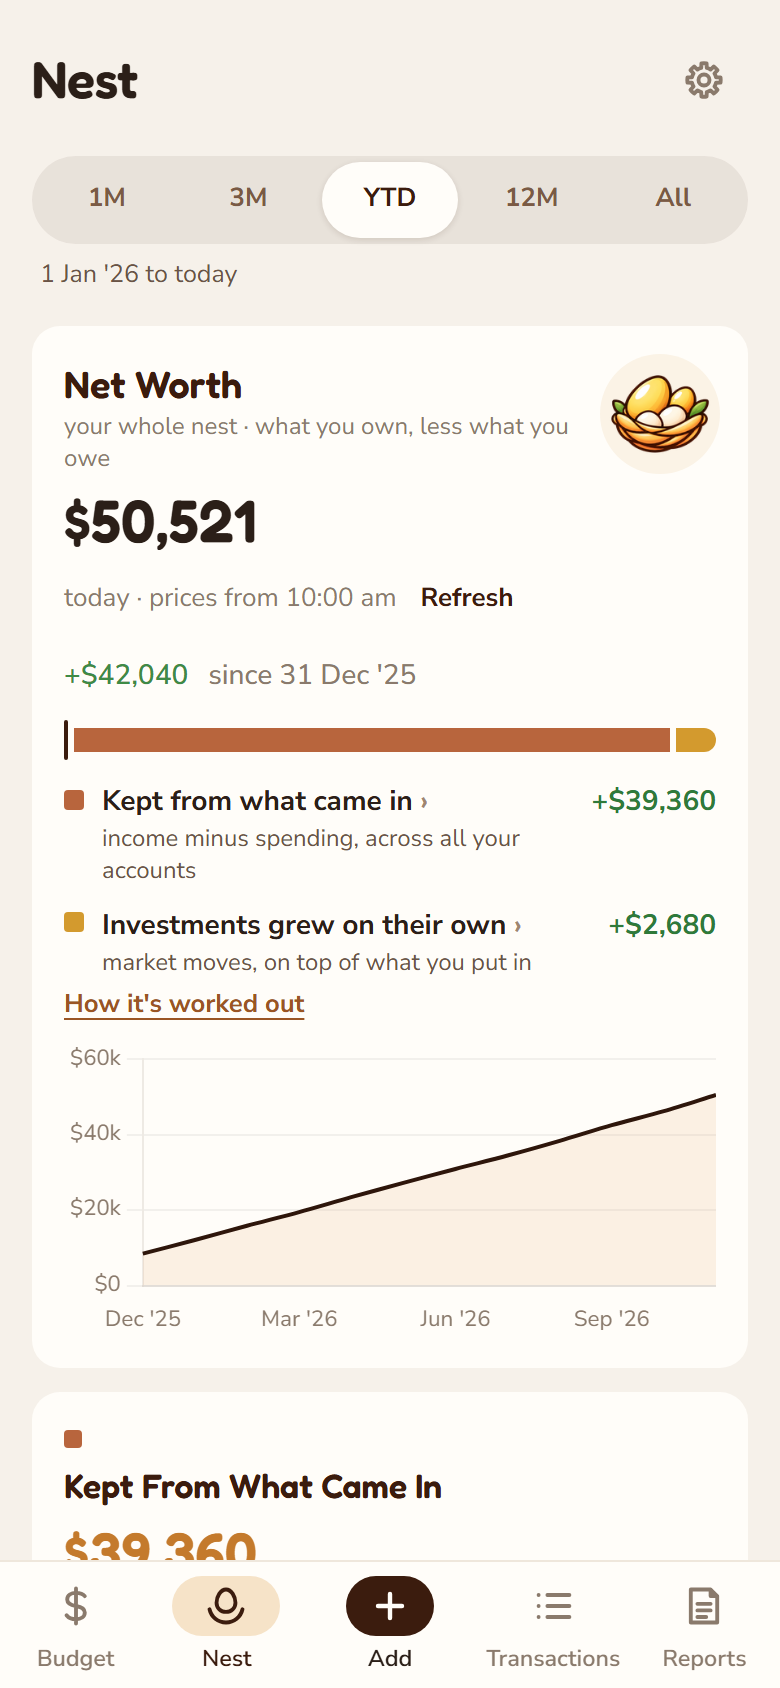 Nest
1M 3M YTD 12M All
1 Jan '26 to today
Net Worth
your whole nest · what you own, less what you
owe
$50,521
today · prices from 10:00 am Refresh
+$42,040 since 31 Dec '25
Kept from what came in › +$39,360
income minus spending, across all your
accounts
Investments grew on their own › +$2,680
market moves, on top of what you put in
How it's worked out
$60k
$40k
$20k
$0
Dec '25 Mar '26 Jun '26 Sep '26
Kept From What Came In
$39,360
Budget Nest Add Transactions Reports